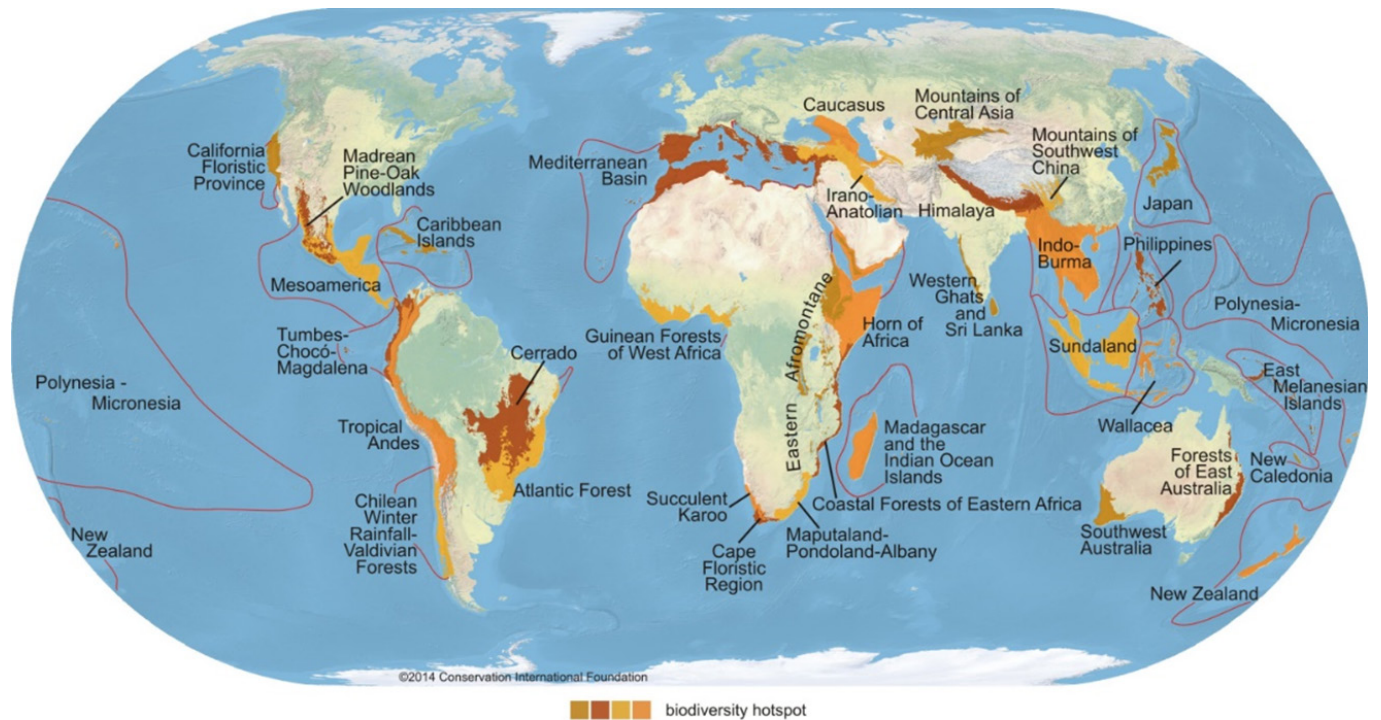 Caucasus
Mountains of
Central Asia
Mountains of
Southwest
China
California
Floristic
Province
Madrean
Pine-Oak
Woodlands
Mediterranean
Basin
Irano-
Anatolian
Himalaya
Japan
Caribbean
Islands
Indo-
Burma
Philippines
Mesoamerica
Western
Ghats
and
Sri Lanka
Polynesia-
Micronesia
Tumbes-
Chocó-
Magdalena
Guinean Forests
of West Africa
Horn of
Africa
Sundaland
Cerrado
Eastern Afromontane
East
Melanesian
Islands
Polynesia -
Micronesia
Wallacea
Tropical
Andes
Madagascar
and the
Indian Ocean
Islands
Forests
of East
Australia
New
Caledonia
Atlantic Forest
Succulent
Karoo
Coastal Forests of Eastern Africa
Chilean
Winter
Rainfall-
Valdivian
Forests
New
Zealand
Maputaland-
Pondoland-Albany
Southwest
Australia
Cape
Floristic
Region
New Zealand
©2014 Conservation International Foundation
biodiversity hotspot